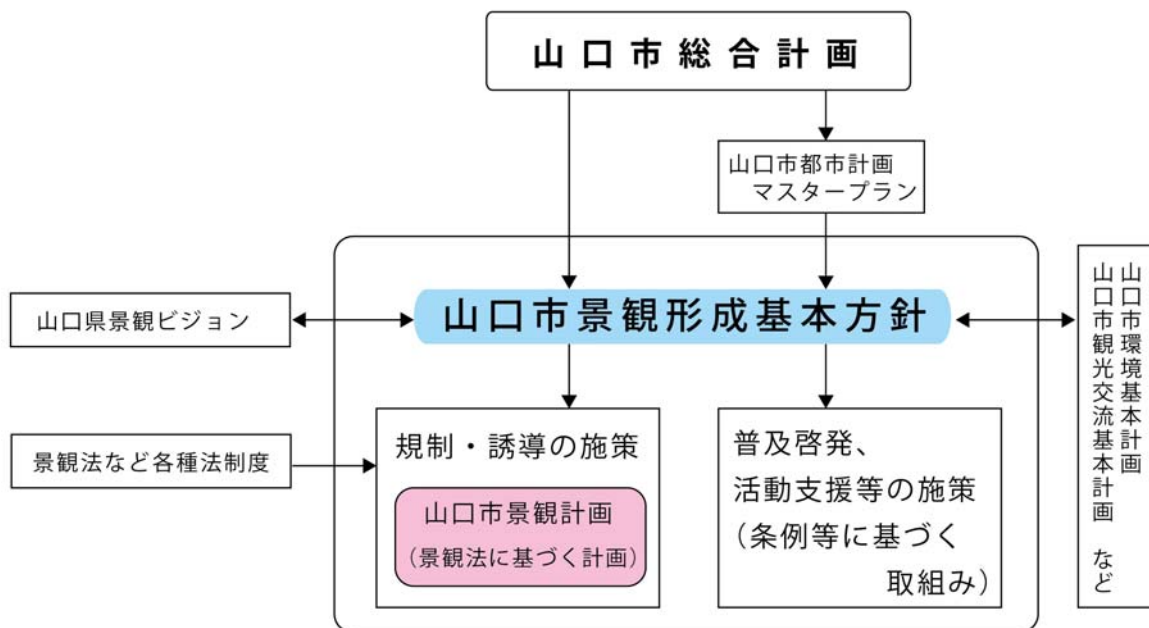 山口市総合計画
山口市都市計画
マスタープラン
山口県景観ビジョン
山口市景観形成基本方針
山口市環境基本計画
山口市観光交流基本計画 など
景観法など各種法制度
規制・誘導の施策
山口市景観計画
(景観法に基づく計画)
普及啓発、
活動支援等の施策
(条例等に基づく
取組み)